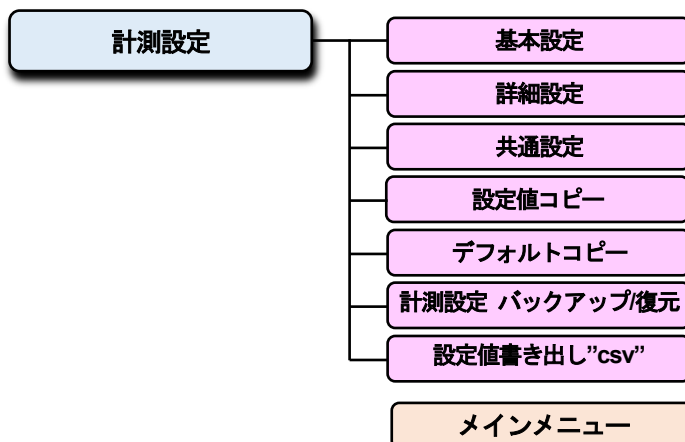 計測設定
基本設定
詳細設定
共通設定
設定値コピー
デフォルトコピー
計測設定 バックアップ/復元
設定値書き出し”csv”
メインメニュー